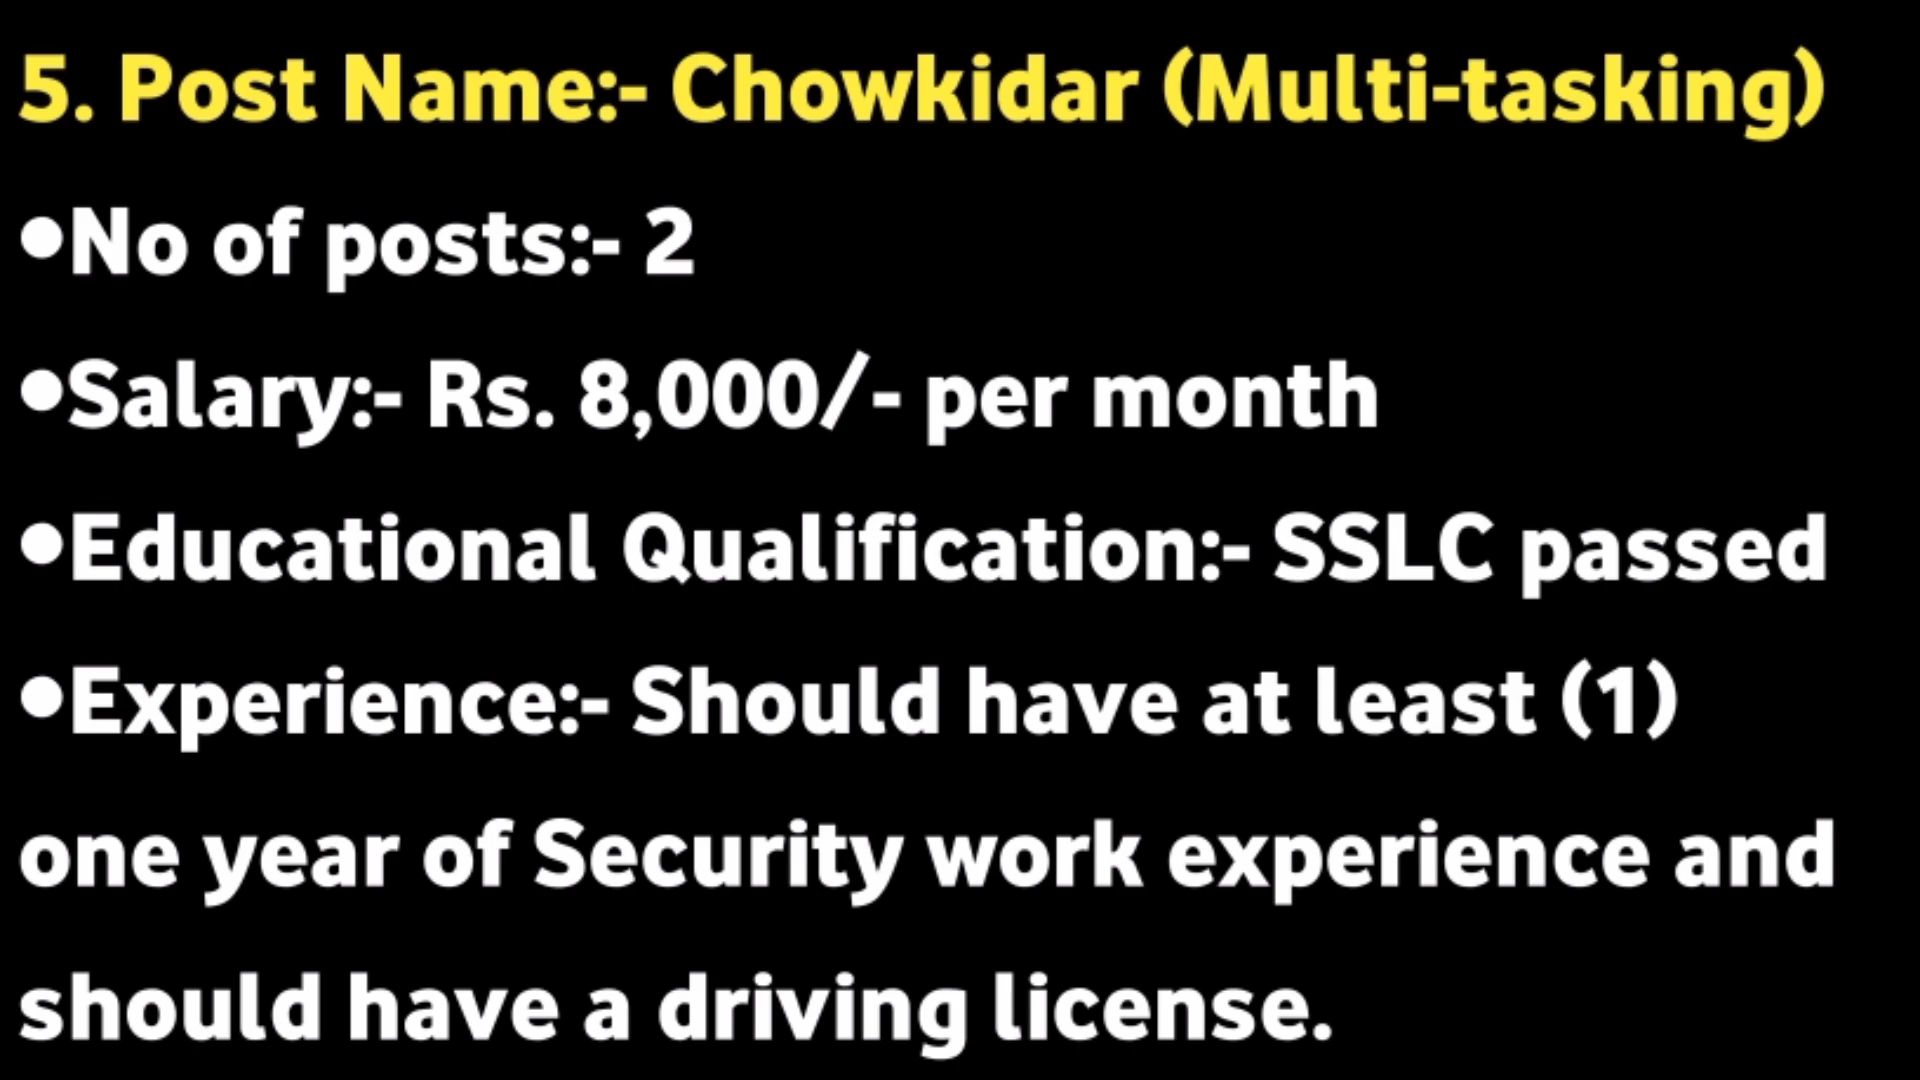 5. Post Name:- Chowkidar (Multi-tasking)
•No of posts:- 2
•Salary:- Rs. 8,000/- per month
•Educational Qualification:- SSLC passed
•Experience:- Should have at least (1)
one year of Security work experience and
should have a driving license.